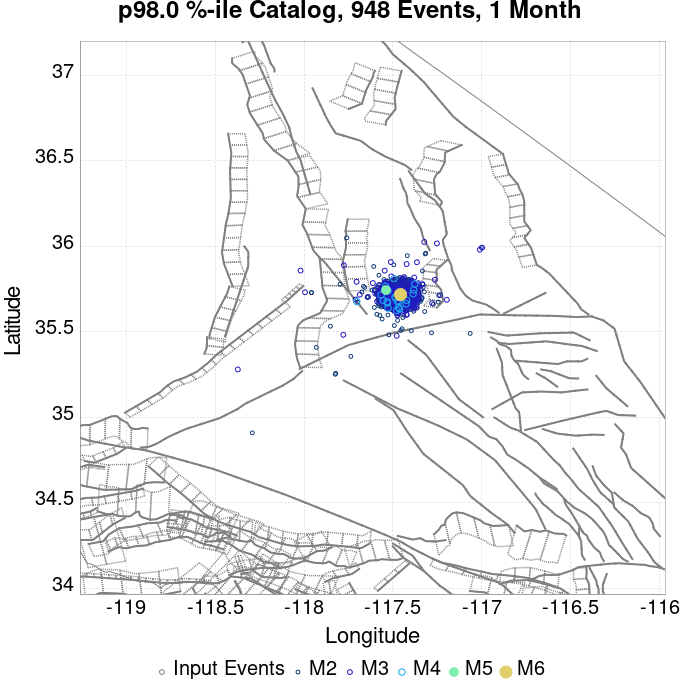 p98.0 %-ile Catalog, 948 Events, 1 Month
37
36.5
36
35.5
35
34.5
34
Latitude
-119 -118.5 -118 -117.5 -117 -116.5 -116
Longitude
Input Events M2 M3 M4 M5 M6